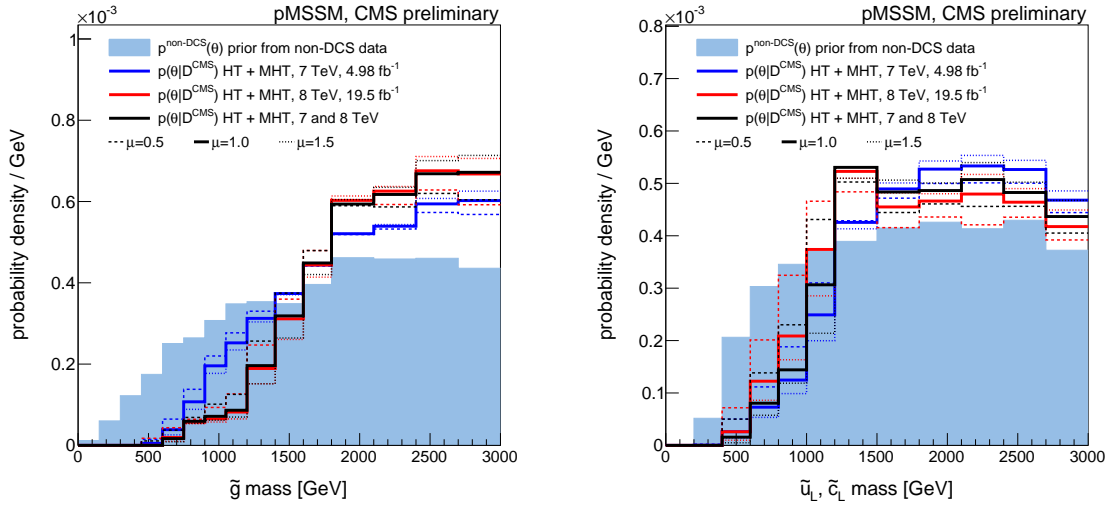 pMSSM, CMS preliminary
×10⁻³
p^non-DCS(θ) prior from non-DCS data
p(θ|D^CMS) HT + MHT, 7 TeV, 4.98 fb⁻¹
p(θ|D^CMS) HT + MHT, 8 TeV, 19.5 fb⁻¹
p(θ|D^CMS) HT + MHT, 7 and 8 TeV
μ=0.5 μ=1.0 μ=1.5
probability density / GeV
1
0.8
0.6
0.4
0.2
0
0 500 1000 1500 2000 2500 3000
g̃ mass [GeV]
pMSSM, CMS preliminary
×10⁻³
p^non-DCS(θ) prior from non-DCS data
p(θ|D^CMS) HT + MHT, 7 TeV, 4.98 fb⁻¹
p(θ|D^CMS) HT + MHT, 8 TeV, 19.5 fb⁻¹
p(θ|D^CMS) HT + MHT, 7 and 8 TeV
μ=0.5 μ=1.0 μ=1.5
probability density / GeV
0.8
0.7
0.6
0.5
0.4
0.3
0.2
0.1
0
0 500 1000 1500 2000 2500 3000
ũ_L, c̃_L mass [GeV]